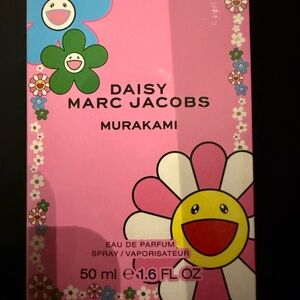 DAISY
MARC JACOBS
MURAKAMI
EAU DE PARFUM
SPRAY / VAPORISATEUR
50 ml ℮ 1.6 FL OZ